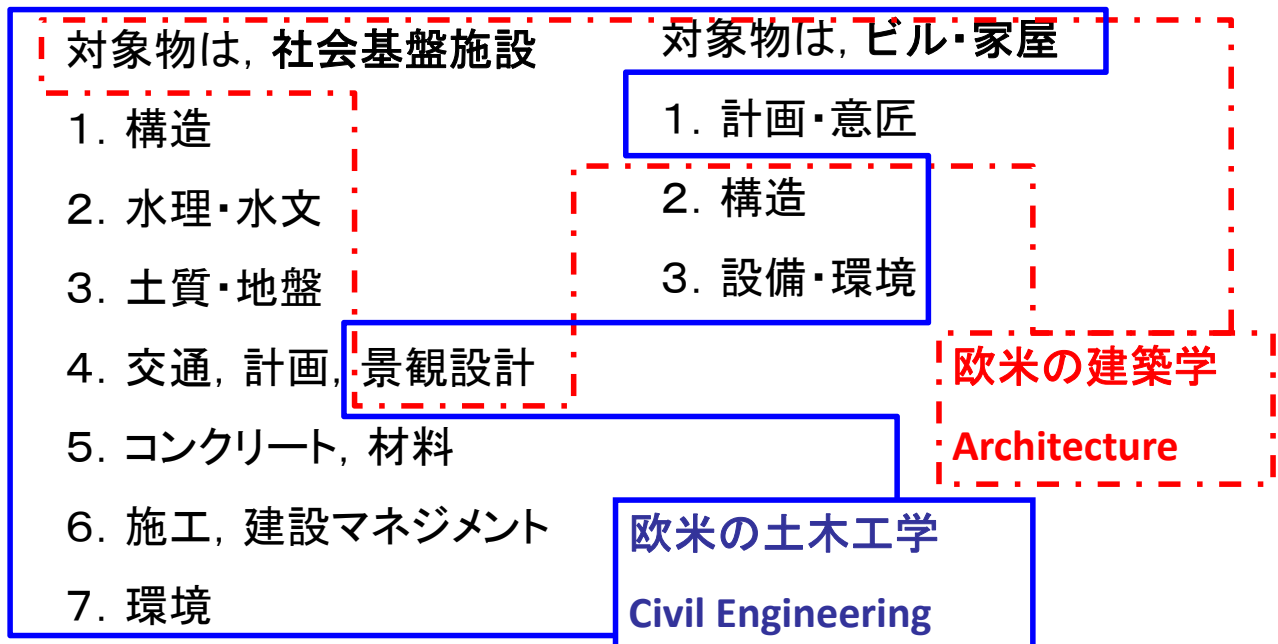 対象物は, 社会基盤施設
1. 構造
2. 水理・水文
3. 土質・地盤
4. 交通, 計画, 景観設計
5. コンクリート, 材料
6. 施工, 建設マネジメント
7. 環境
対象物は, ビル・家屋
1. 計画・意匠
2. 構造
3. 設備・環境
欧米の建築学
Architecture
欧米の土木工学
Civil Engineering